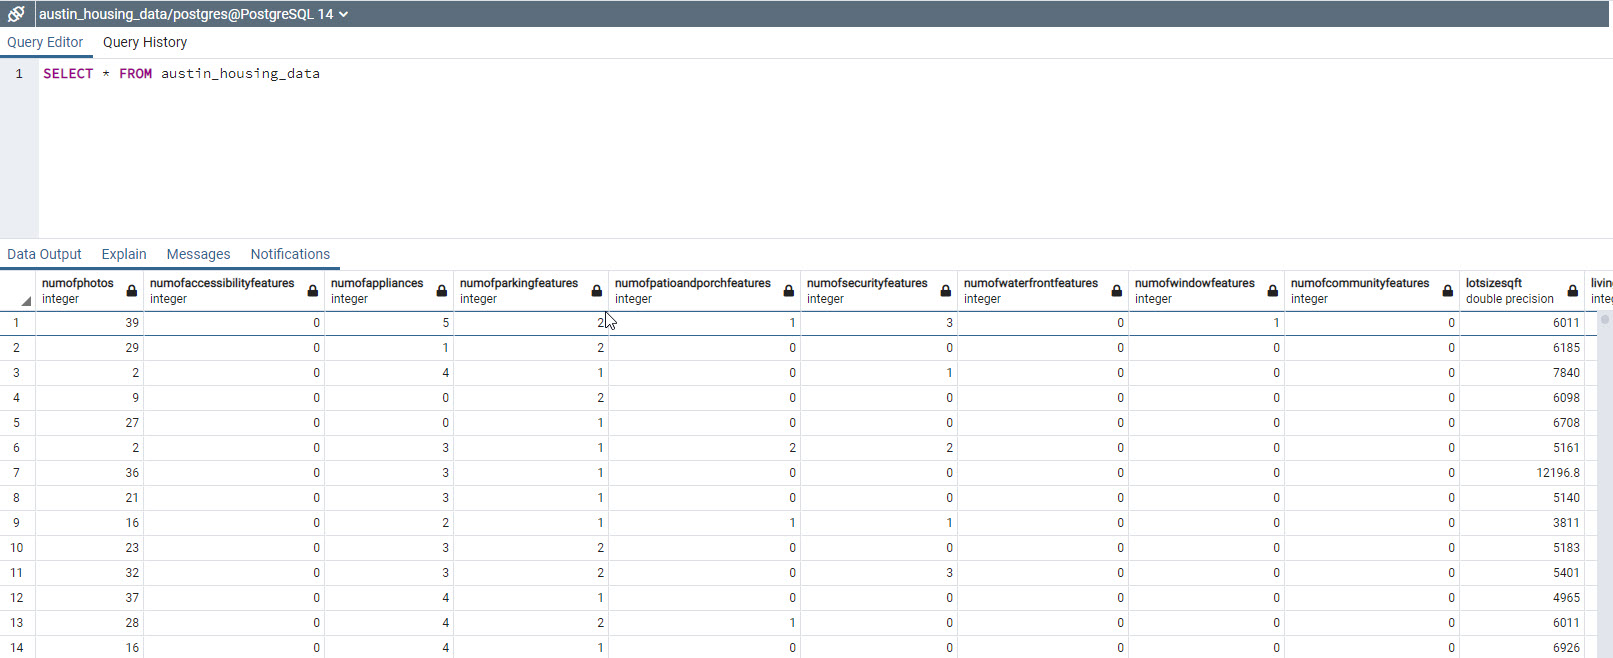 austin_housing_data/postgres@PostgreSQL 14
Query Editor Query History
1 SELECT * FROM austin_housing_data
Data Output Explain Messages Notifications
numofphotos numofaccessibilityfeatures numofappliances numofparkingfeatures numofpatioandporchfeatures numofsecurityfeatures numofwaterfrontfeatures numofwindowfeatures numofcommunityfeatures lotsizesqft livin
integer integer integer integer integer integer integer integer integer double precision integ
1 39 0 5 2 1 3 0 1 0 6011
2 29 0 1 2 0 0 0 0 0 6185
3 2 0 4 1 0 1 0 0 0 7840
4 9 0 0 2 0 0 0 0 0 6098
5 27 0 0 1 0 0 0 0 0 6708
6 2 0 3 1 2 2 0 0 0 5161
7 36 0 3 1 0 0 0 0 0 12196.8
8 21 0 3 1 0 0 0 0 0 5140
9 16 0 2 1 1 1 0 0 0 3811
10 23 0 3 2 0 0 0 0 0 5183
11 32 0 3 2 0 3 0 0 0 5401
12 37 0 4 1 0 0 0 0 0 4965
13 28 0 4 2 1 0 0 0 0 6011
14 16 0 4 1 0 0 0 0 0 6926